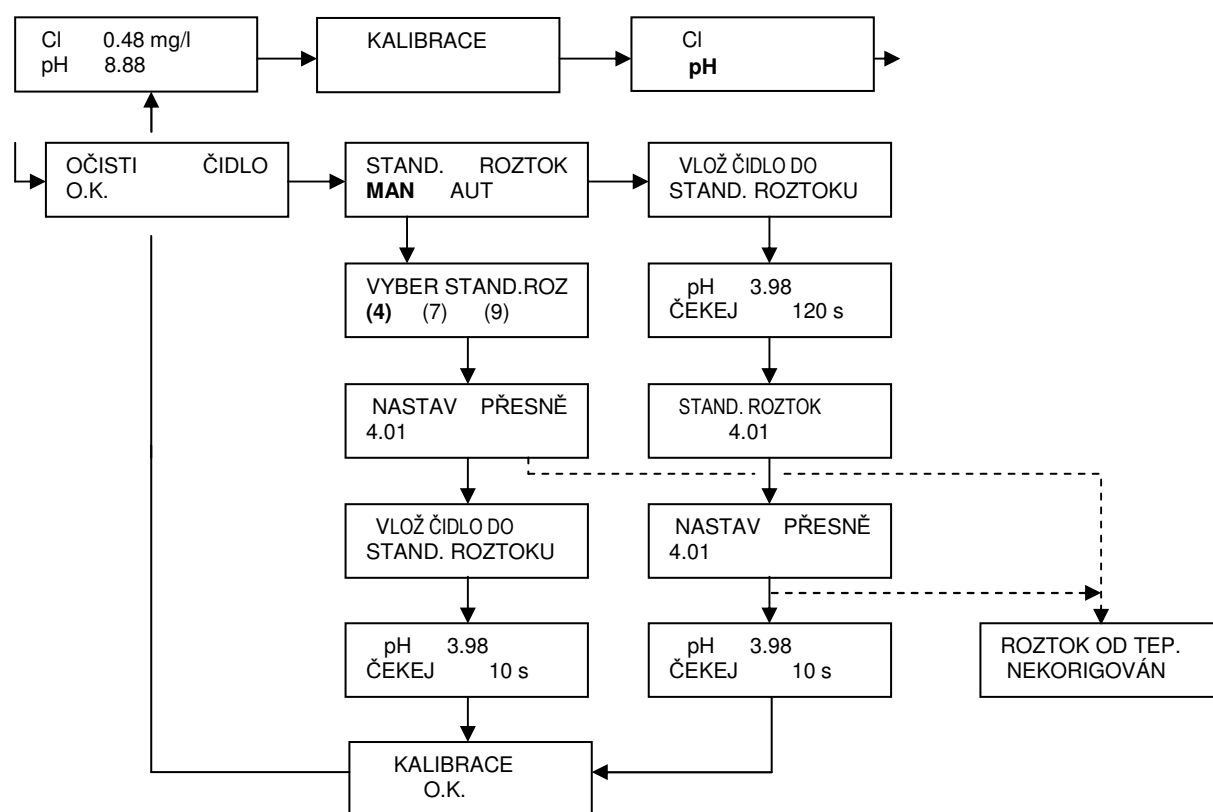 Cl 0.48 mg/l
pH 8.88
KALIBRACE
Cl
pH
OČISTI ČIDLO
O.K.
STAND. ROZTOK
MAN AUT
VLOŽ ČIDLO DO
STAND. ROZTOKU
VYBER STAND.ROZ
(4) (7) (9)
pH 3.98
ČEKEJ 120 s
NASTAV PŘESNĚ
4.01
STAND. ROZTOK
4.01
VLOŽ ČIDLO DO
STAND. ROZTOKU
NASTAV PŘESNĚ
4.01
pH 3.98
ČEKEJ 10 s
pH 3.98
ČEKEJ 10 s
ROZTOK OD TEP.
NEKORIGOVÁN
KALIBRACE
O.K.